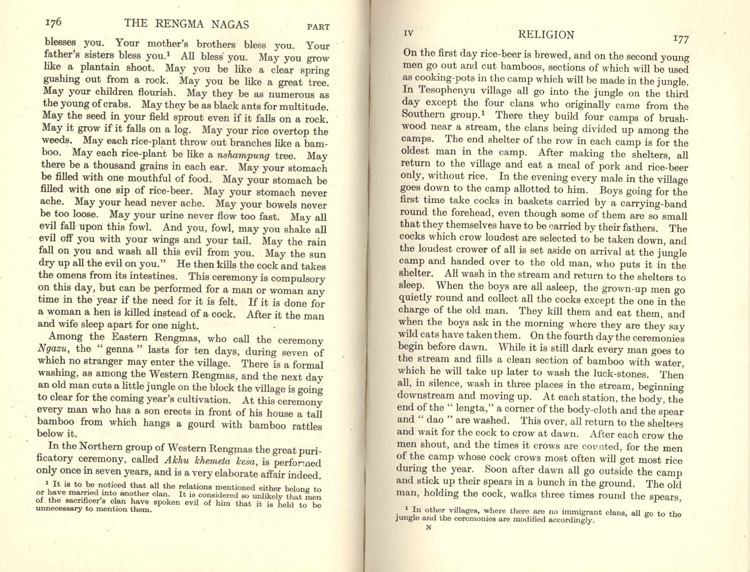 176 THE RENGMA NAGAS PART
blesses you. Your mother's brothers bless you. Your
father's sisters bless you.¹ All bless you. May you grow
like a plantain shoot. May you be like a clear spring
gushing out from a rock. May you be like a great tree.
May your children flourish. May they be as numerous as
the young of crabs. May they be as black ants for multitude.
May the seed in your field sprout even if it falls on a rock.
May it grow if it falls on a log. May your rice overtop the
weeds. May each rice-plant throw out branches like a bam-
boo. May each rice-plant be like a nshampung tree. May
there be a thousand grains in each ear. May your stomach
be filled with one mouthful of food. May your stomach be
filled with one sip of rice-beer. May your stomach never
ache. May your head never ache. May your bowels never
be too loose. May your urine never flow too fast. May all
evil fall upon this fowl. And you, fowl, may you shake all
evil off you with your wings and your tail. May the rain
fall on you and wash all this evil from you. May the sun
dry up all the evil on you." He then kills the cock and takes
the omens from its intestines. This ceremony is compulsory
on this day, but can be performed for a man or woman any
time in the year if the need for it is felt. If it is done for
a woman a hen is killed instead of a cock. After it the man
and wife sleep apart for one night.
Among the Eastern Rengmas, who call the ceremony
Ngazu, the " genna " lasts for ten days, during seven of
which no stranger may enter the village. There is a formal
washing, as among the Western Rengmas, and the next day
an old man cuts a little jungle on the block the village is going
to clear for the coming year's cultivation. At this ceremony
every man who has a son erects in front of his house a tall
bamboo from which hangs a gourd with bamboo rattles
below it.
In the Northern group of Western Rengmas the great puri-
ficatory ceremony, called Akhu khemeta kesa, is performed
only once in seven years, and is a very elaborate affair indeed.
¹ It is to be noticed that all the relations mentioned either belong to
or have married into another clan. It is considered so unlikely that men
of the sacrificer's clan have spoken evil of him that it is held to be
unnecessary to mention them.
IV RELIGION 177
On the first day rice-beer is brewed, and on the second young
men go out and cut bamboos, sections of which will be used
as cooking-pots in the camp which will be made in the jungle.
In Tesophenyu village all go into the jungle on the third
day except the four clans who originally came from the
Southern group.¹ There they build four camps of brush-
wood near a stream, the clans being divided up among the
camps. The end shelter of the row in each camp is for the
oldest man in the camp. After making the shelters, all
return to the village and eat a meal of pork and rice-beer
only, without rice. In the evening every male in the village
goes down to the camp allotted to him. Boys going for the
first time take cocks in baskets carried by a carrying-band
round the forehead, even though some of them are so small
that they themselves have to be carried by their fathers. The
cocks which crow loudest are selected to be taken down, and
the loudest crower of all is set aside on arrival at the jungle
camp and handed over to the old man, who puts it in the
shelter. All wash in the stream and return to the shelters to
sleep. When the boys are all asleep, the grown-up men go
quietly round and collect all the cocks except the one in the
charge of the old man. They kill them and eat them, and
when the boys ask in the morning where they are they say
wild cats have taken them. On the fourth day the ceremonies
begin before dawn. While it is still dark every man goes to
the stream and fills a clean section of bamboo with water,
which he will take up later to wash the luck-stones. Then
all, in silence, wash in three places in the stream, beginning
downstream and moving up. At each station, the body, the
end of the " lengta," a corner of the body-cloth and the spear
and " dao " are washed. This over, all return to the shelters
and wait for the cock to crow at dawn. After each crow the
men shout, and the times it crows are counted, for the men
of the camp whose cock crows most often will get most rice
during the year. Soon after dawn all go outside the camp
and stick up their spears in a bunch in the ground. The old
man, holding the cock, walks three times round the spears,
¹ In other villages, where there are no immigrant clans, all go to the
jungle and the ceremonies are modified accordingly.
N